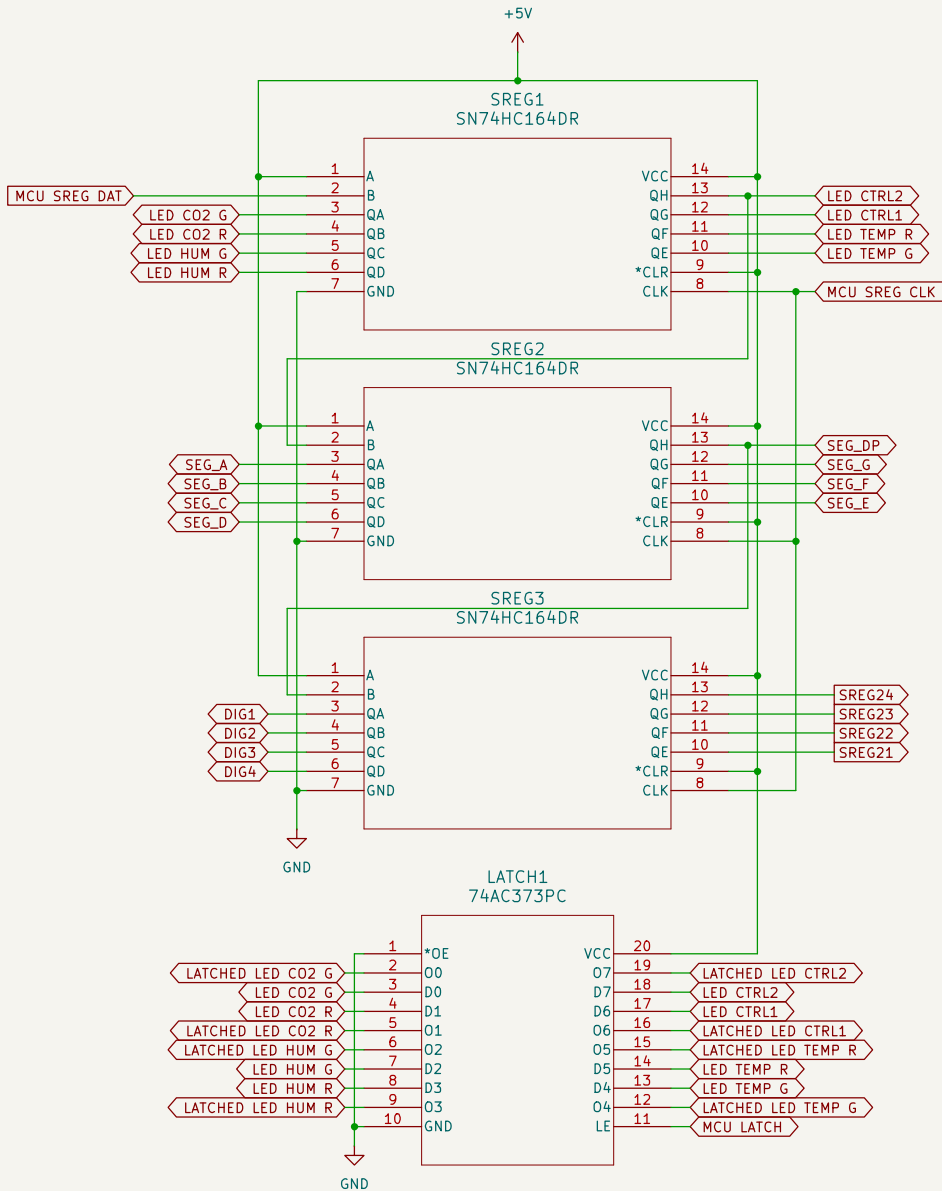 +5V
SREG1
SN74HC164DR
1 A VCC 14
MCU SREG DAT 2 B QH 13 LED CTRL2
LED CO2 G 3 QA QG 12 LED CTRL1
LED CO2 R 4 QB QF 11 LED TEMP R
LED HUM G 5 QC QE 10 LED TEMP G
LED HUM R 6 QD *CLR 9
7 GND CLK 8 MCU SREG CLK
SREG2
SN74HC164DR
1 A VCC 14
2 B QH 13 SEG_DP
SEG_A 3 QA QG 12 SEG_G
SEG_B 4 QB QF 11 SEG_F
SEG_C 5 QC QE 10 SEG_E
SEG_D 6 QD *CLR 9
7 GND CLK 8
SREG3
SN74HC164DR
1 A VCC 14
2 B QH 13 SREG24
DIG1 3 QA QG 12 SREG23
DIG2 4 QB QF 11 SREG22
DIG3 5 QC QE 10 SREG21
DIG4 6 QD *CLR 9
7 GND CLK 8
GND
LATCH1
74AC373PC
1 *OE VCC 20
LATCHED LED CO2 G 2 O0 O7 19 LATCHED LED CTRL2
LED CO2 G 3 D0 D7 18 LED CTRL2
LED CO2 R 4 D1 D6 17 LED CTRL1
LATCHED LED CO2 R 5 O1 O6 16 LATCHED LED CTRL1
LATCHED LED HUM G 6 O2 O5 15 LATCHED LED TEMP R
LED HUM G 7 D2 D5 14 LED TEMP R
LED HUM R 8 D3 D4 13 LED TEMP G
LATCHED LED HUM R 9 O3 O4 12 LATCHED LED TEMP G
10 GND LE 11 MCU LATCH
GND